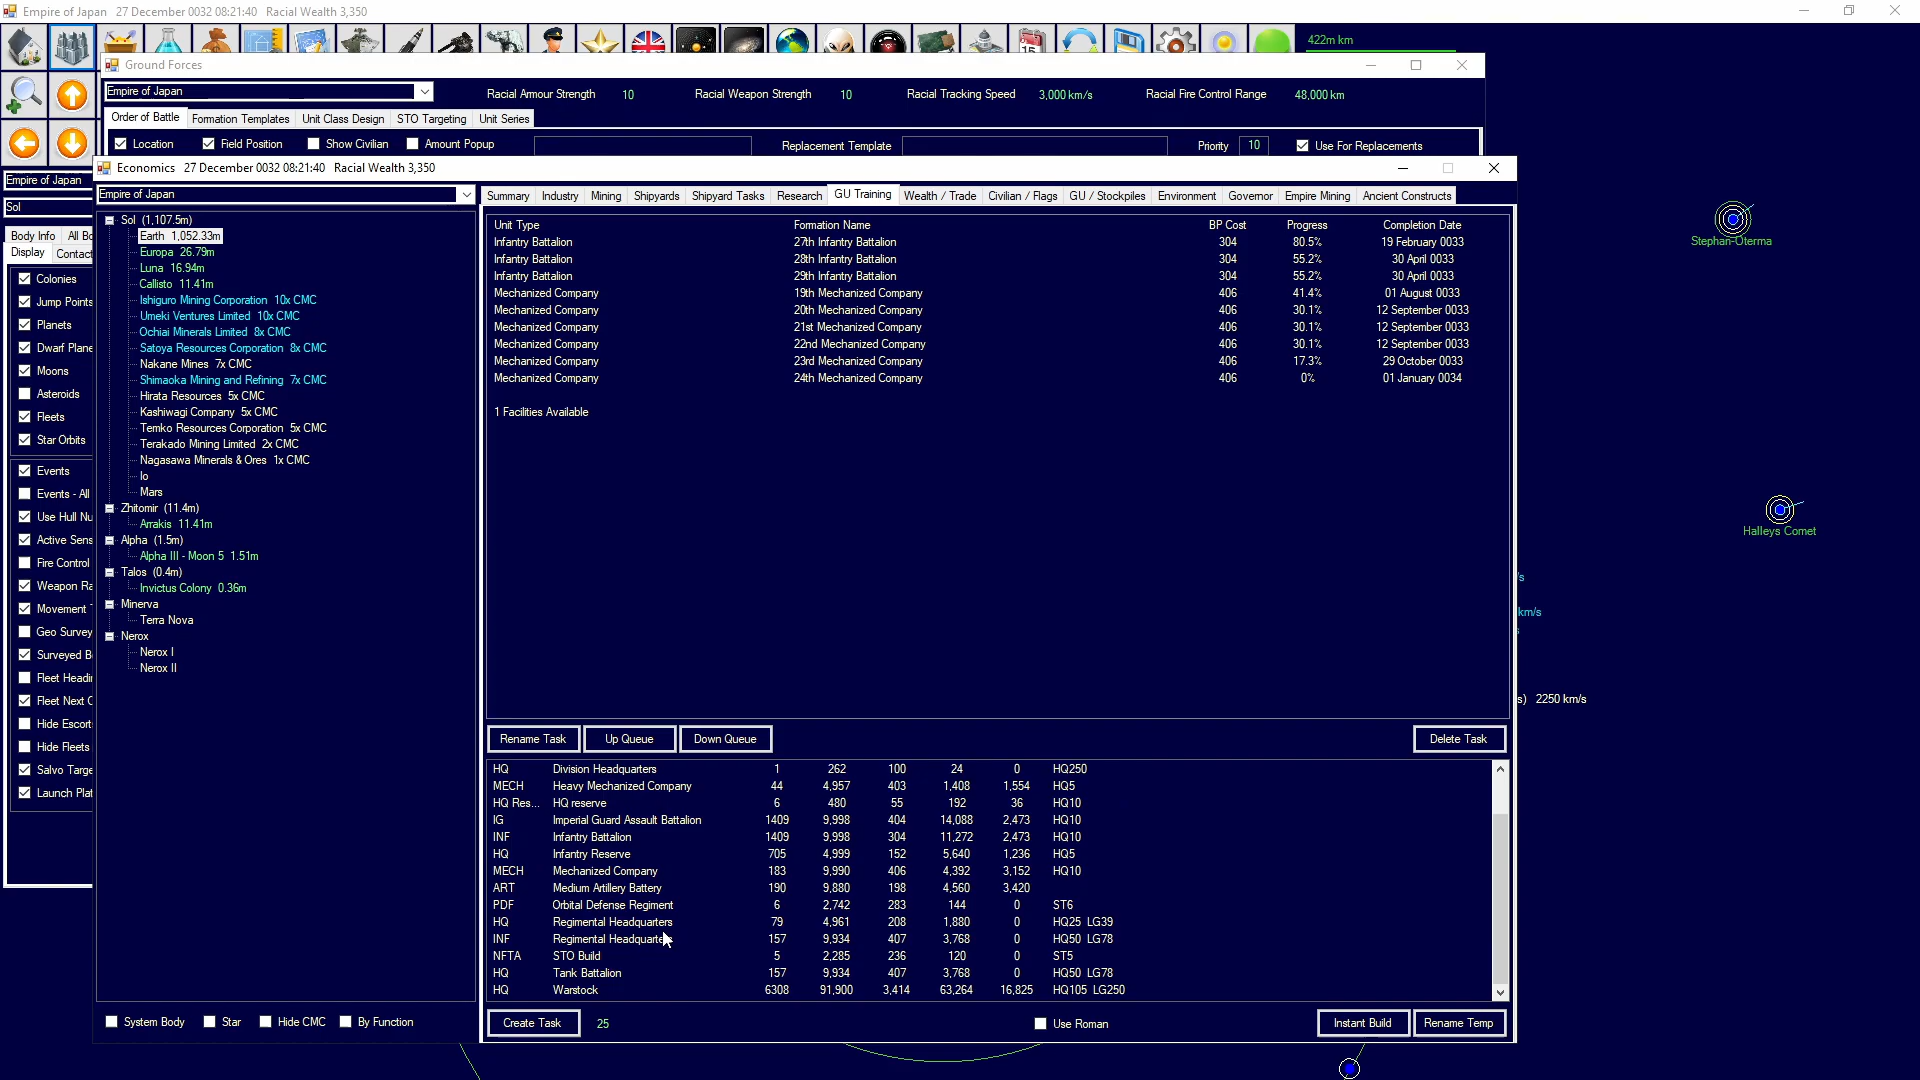 Empire of Japan   27 December 0032 08:21:40   Racial Wealth 3,350
422m km
Ground Forces
Empire of Japan
Racial Armour Strength 10
Racial Weapon Strength 10
Racial Tracking Speed 3,000 km/s
Racial Fire Control Range 48,000 km
Order of Battle
Formation Templates
Unit Class Design
STO Targeting
Unit Series
Location
Field Position
Show Civilian
Amount Popup
Replacement Template
Priority 10
Use For Replacements
Empire of Japan
Sol
Body Info
All Bo
Display
Contact
Colonies
Jump Points
Planets
Dwarf Plane
Moons
Asteroids
Fleets
Star Orbits
Events
Events - All
Use Hull Nu
Active Sens
Fire Control
Weapon Ra
Movement
Geo Survey
Surveyed B
Fleet Headi
Fleet Next C
Hide Escort
Hide Fleets
Salvo Targe
Launch Plat
Economics   27 December 0032 08:21:40   Racial Wealth 3,350
Empire of Japan
Summary
Industry
Mining
Shipyards
Shipyard Tasks
Research
GU Training
Wealth / Trade
Civilian / Flags
GU / Stockpiles
Environment
Governor
Empire Mining
Ancient Constructs
Sol (1,107.5m)
Earth 1,052.33m
Europa 26.79m
Luna 16.94m
Callisto 11.41m
Ishiguro Mining Corporation 10x CMC
Umeki Ventures Limited 10x CMC
Ochiai Minerals Limited 8x CMC
Satoya Resources Corporation 8x CMC
Nakane Mines 7x CMC
Shimaoka Mining and Refining 7x CMC
Hirata Resources 5x CMC
Kashiwagi Company 5x CMC
Temko Resources Corporation 5x CMC
Terakado Mining Limited 2x CMC
Nagasawa Minerals & Ores 1x CMC
Io
Mars
Zhitomir (11.4m)
Arrakis 11.41m
Alpha (1.5m)
Alpha III - Moon 5 1.51m
Talos (0.4m)
Invictus Colony 0.36m
Minerva
Terra Nova
Nerox
Nerox I
Nerox II
System Body
Star
Hide CMC
By Function
Unit Type Formation Name BP Cost Progress Completion Date
Infantry Battalion 27th Infantry Battalion 304 80.5% 19 February 0033
Infantry Battalion 28th Infantry Battalion 304 55.2% 30 April 0033
Infantry Battalion 29th Infantry Battalion 304 55.2% 30 April 0033
Mechanized Company 19th Mechanized Company 406 41.4% 01 August 0033
Mechanized Company 20th Mechanized Company 406 30.1% 12 September 0033
Mechanized Company 21st Mechanized Company 406 30.1% 12 September 0033
Mechanized Company 22nd Mechanized Company 406 30.1% 12 September 0033
Mechanized Company 23rd Mechanized Company 406 17.3% 29 October 0033
Mechanized Company 24th Mechanized Company 406 0% 01 January 0034
1 Facilities Available
Rename Task
Up Queue
Down Queue
Delete Task
HQ Division Headquarters 1 262 100 24 0 HQ250
MECH Heavy Mechanized Company 44 4,957 403 1,408 1,554 HQ5
HQ Res... HQ reserve 6 480 55 192 36 HQ10
IG Imperial Guard Assault Battalion 1409 9,998 404 14,088 2,473 HQ10
INF Infantry Battalion 1409 9,998 304 11,272 2,473 HQ10
HQ Infantry Reserve 705 4,999 152 5,640 1,236 HQ5
MECH Mechanized Company 183 9,990 406 4,392 3,152 HQ10
ART Medium Artillery Battery 190 9,880 198 4,560 3,420
PDF Orbital Defense Regiment 6 2,742 283 144 0 ST6
HQ Regimental Headquarters 79 4,961 208 1,880 0 HQ25 LG39
INF Regimental Headquarters 157 9,934 407 3,768 0 HQ50 LG78
NFTA STO Build 5 2,285 236 120 0 ST5
HQ Tank Battalion 157 9,934 407 3,768 0 HQ50 LG78
HQ Warstock 6308 91,900 3,414 63,264 16,825 HQ105 LG250
Create Task
25
Use Roman
Instant Build
Rename Temp
Stephan-Oterma
Halleys Comet
km/s
s) 2250 km/s